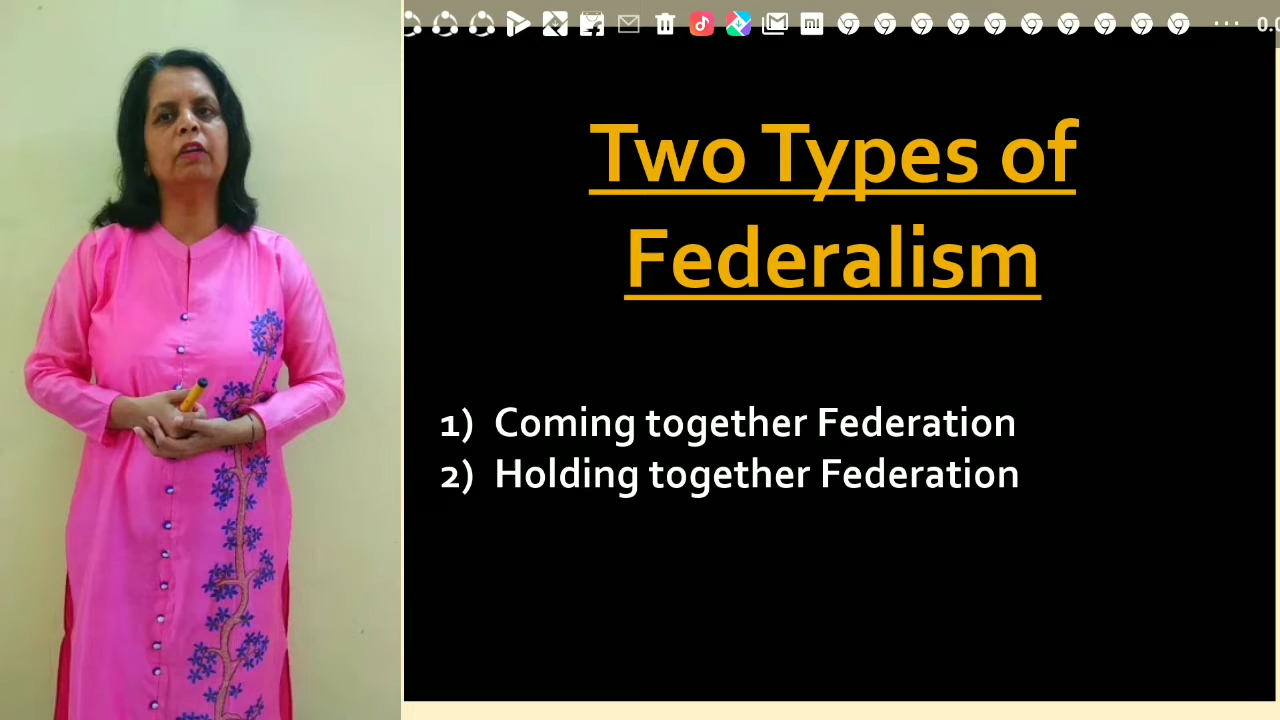 Two Types of
Federalism
1) Coming together Federation
2) Holding together Federation